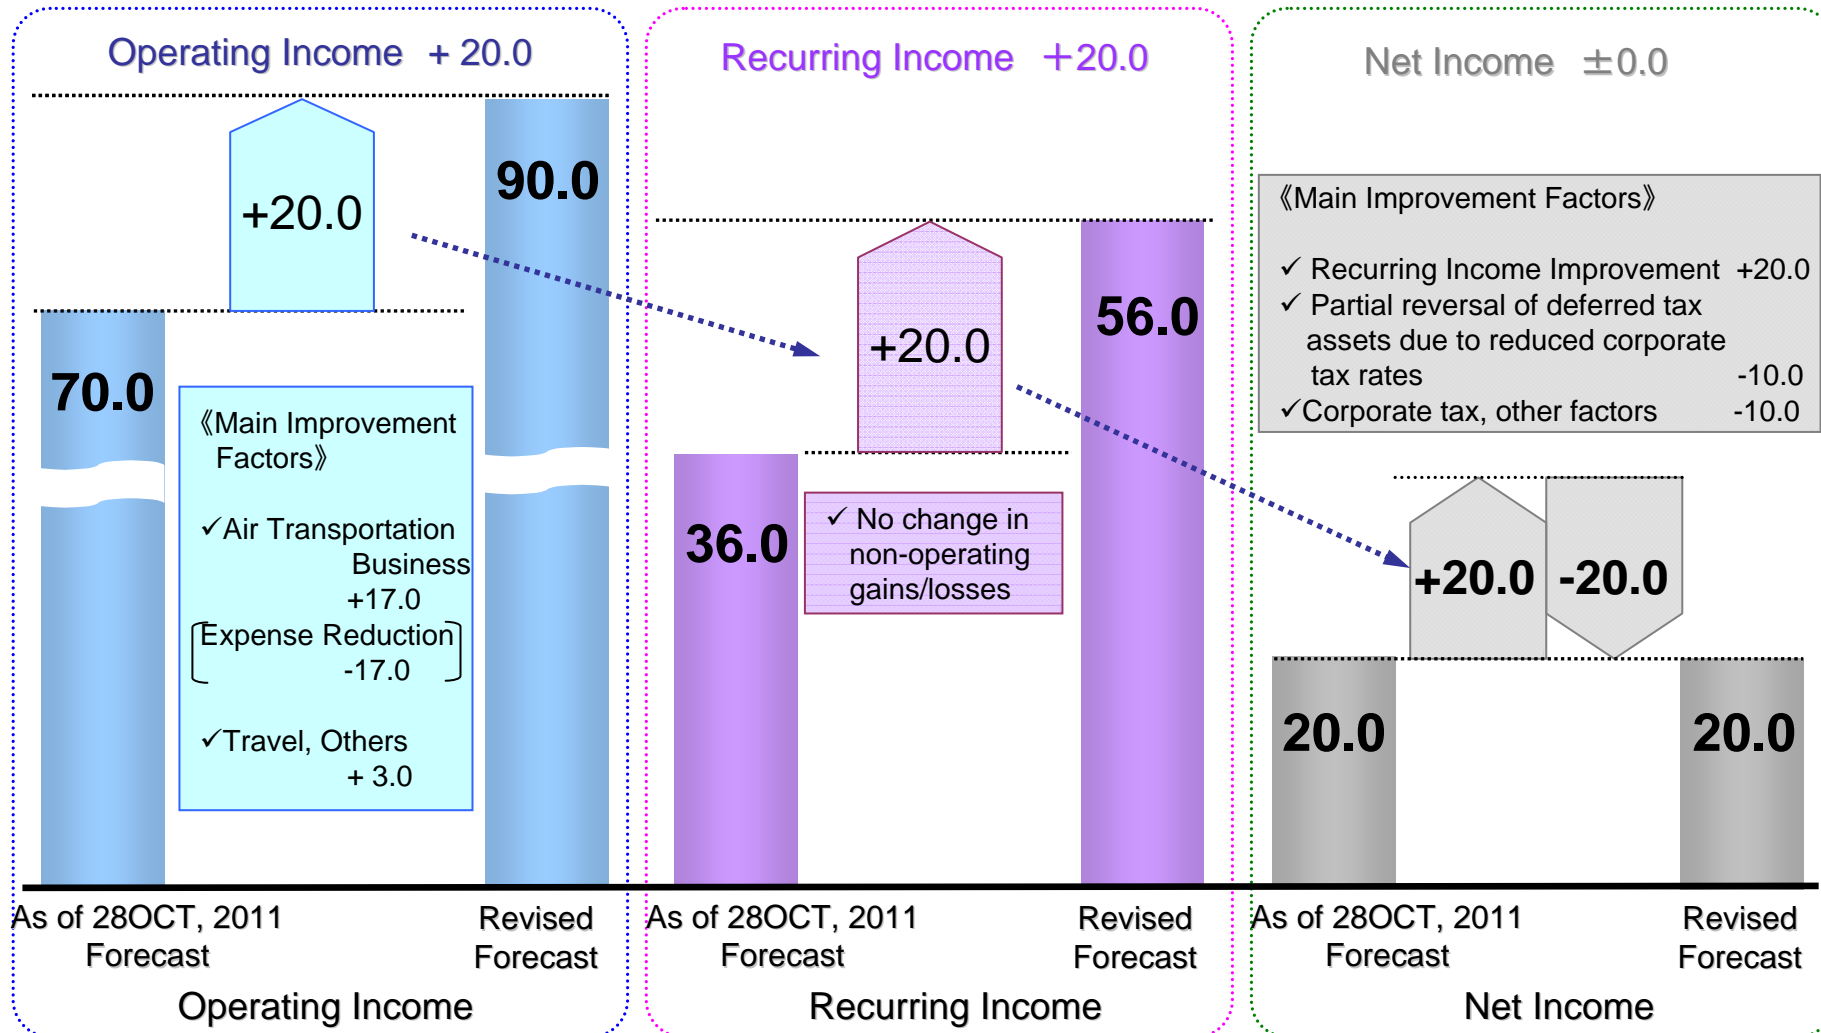 Operating Income + 20.0
+20.0
90.0
70.0
《Main Improvement
Factors》
✓Air Transportation
Business
+17.0
Expense Reduction
-17.0
✓Travel, Others
+ 3.0
As of 28OCT, 2011
Forecast
Revised
Forecast
Operating Income
Recurring Income ＋20.0
+20.0
56.0
36.0
✓ No change in
non-operating
gains/losses
As of 28OCT, 2011
Forecast
Revised
Forecast
Recurring Income
Net Income ±0.0
《Main Improvement Factors》
✓ Recurring Income Improvement +20.0
✓ Partial reversal of deferred tax
assets due to reduced corporate
tax rates -10.0
✓Corporate tax, other factors -10.0
+20.0 -20.0
20.0
20.0
As of 28OCT, 2011
Forecast
Revised
Forecast
Net Income